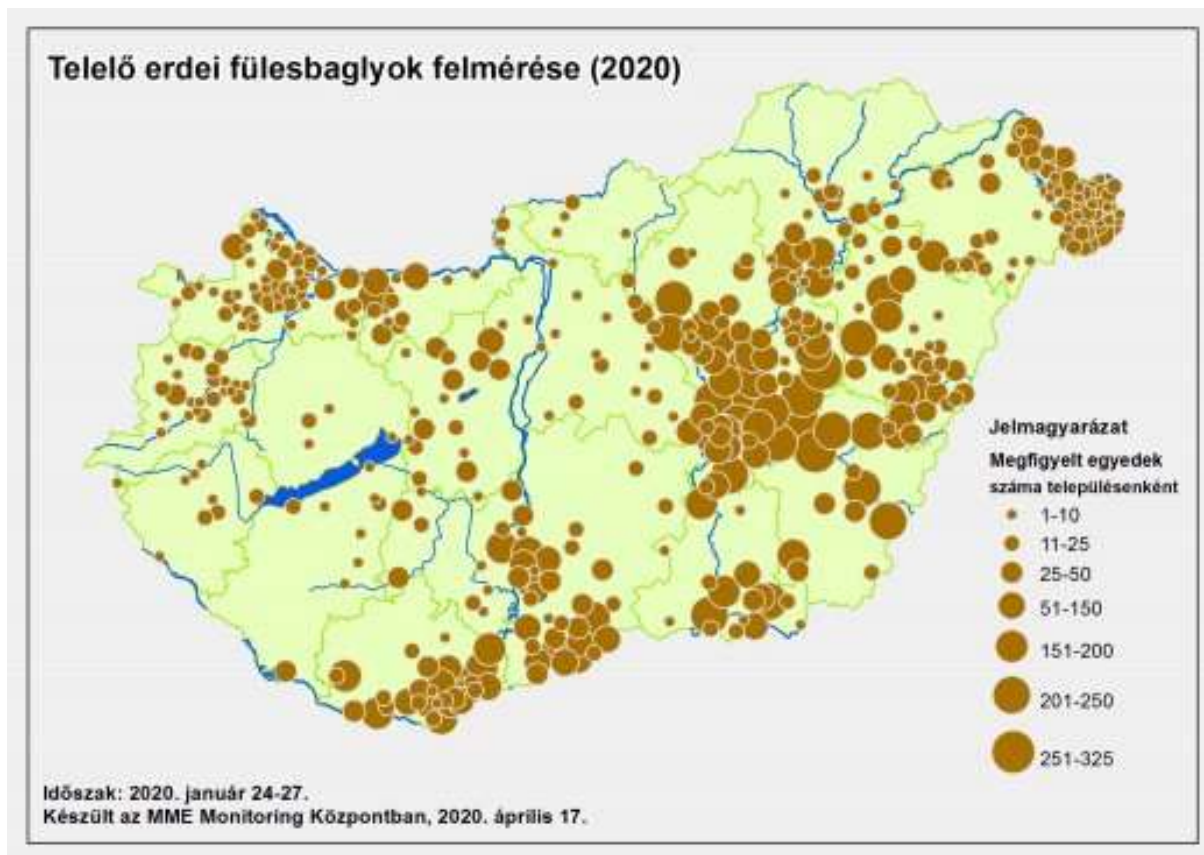 Telelő erdei fülesbaglyok felmérése (2020)
Jelmagyarázat
Megfigyelt egyedek
száma településenként
1-10
11-25
25-50
51-150
151-200
201-250
251-325
Időszak: 2020. január 24-27.
Készült az MME Monitoring Központban, 2020. április 17.